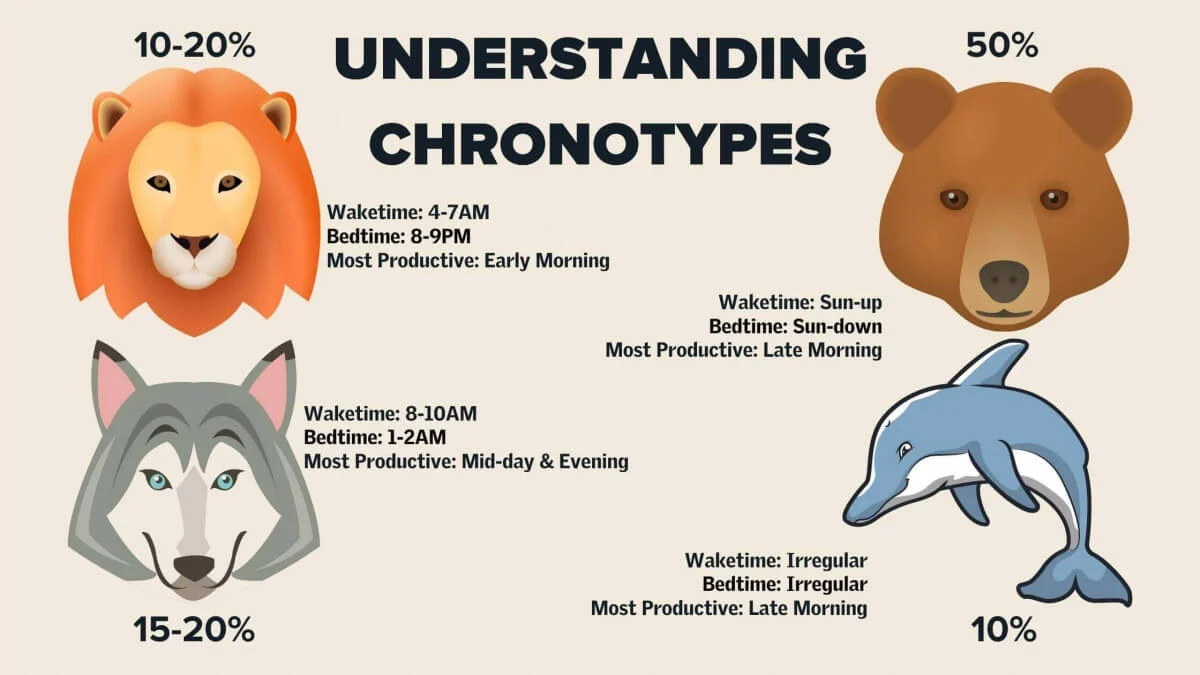 10-20%
UNDERSTANDING
CHRONOTYPES
50%
Waketime: 4-7AM
Bedtime: 8-9PM
Most Productive: Early Morning
Waketime: Sun-up
Bedtime: Sun-down
Most Productive: Late Morning
Waketime: 8-10AM
Bedtime: 1-2AM
Most Productive: Mid-day & Evening
15-20%
Waketime: Irregular
Bedtime: Irregular
Most Productive: Late Morning
10%